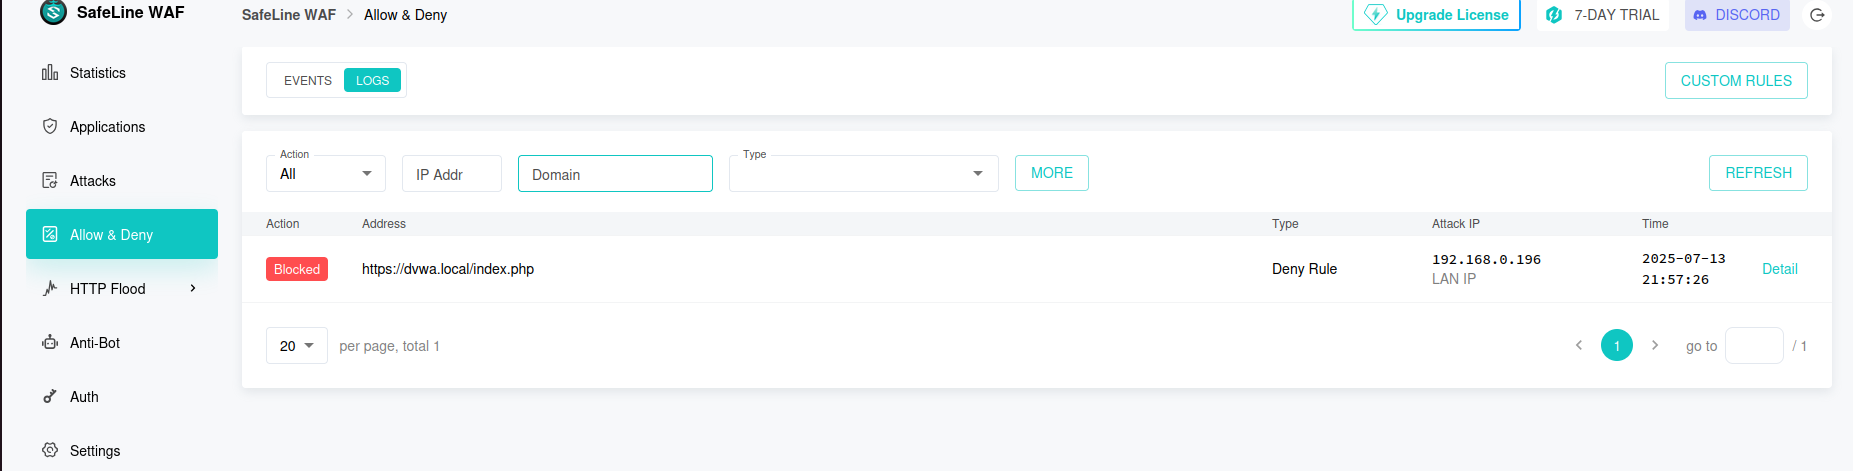 SafeLine WAF
SafeLine WAF > Allow & Deny
Upgrade License
7-DAY TRIAL
DISCORD
Statistics
Applications
Attacks
Allow & Deny
HTTP Flood
Anti-Bot
Auth
Settings
EVENTS LOGS
CUSTOM RULES
Action
All
IP Addr
Domain
Type
MORE
REFRESH
Action Address Type Attack IP Time
Blocked https://dvwa.local/index.php Deny Rule 192.168.0.196 2025-07-13 Detail
LAN IP 21:57:26
20 per page, total 1
1 go to / 1